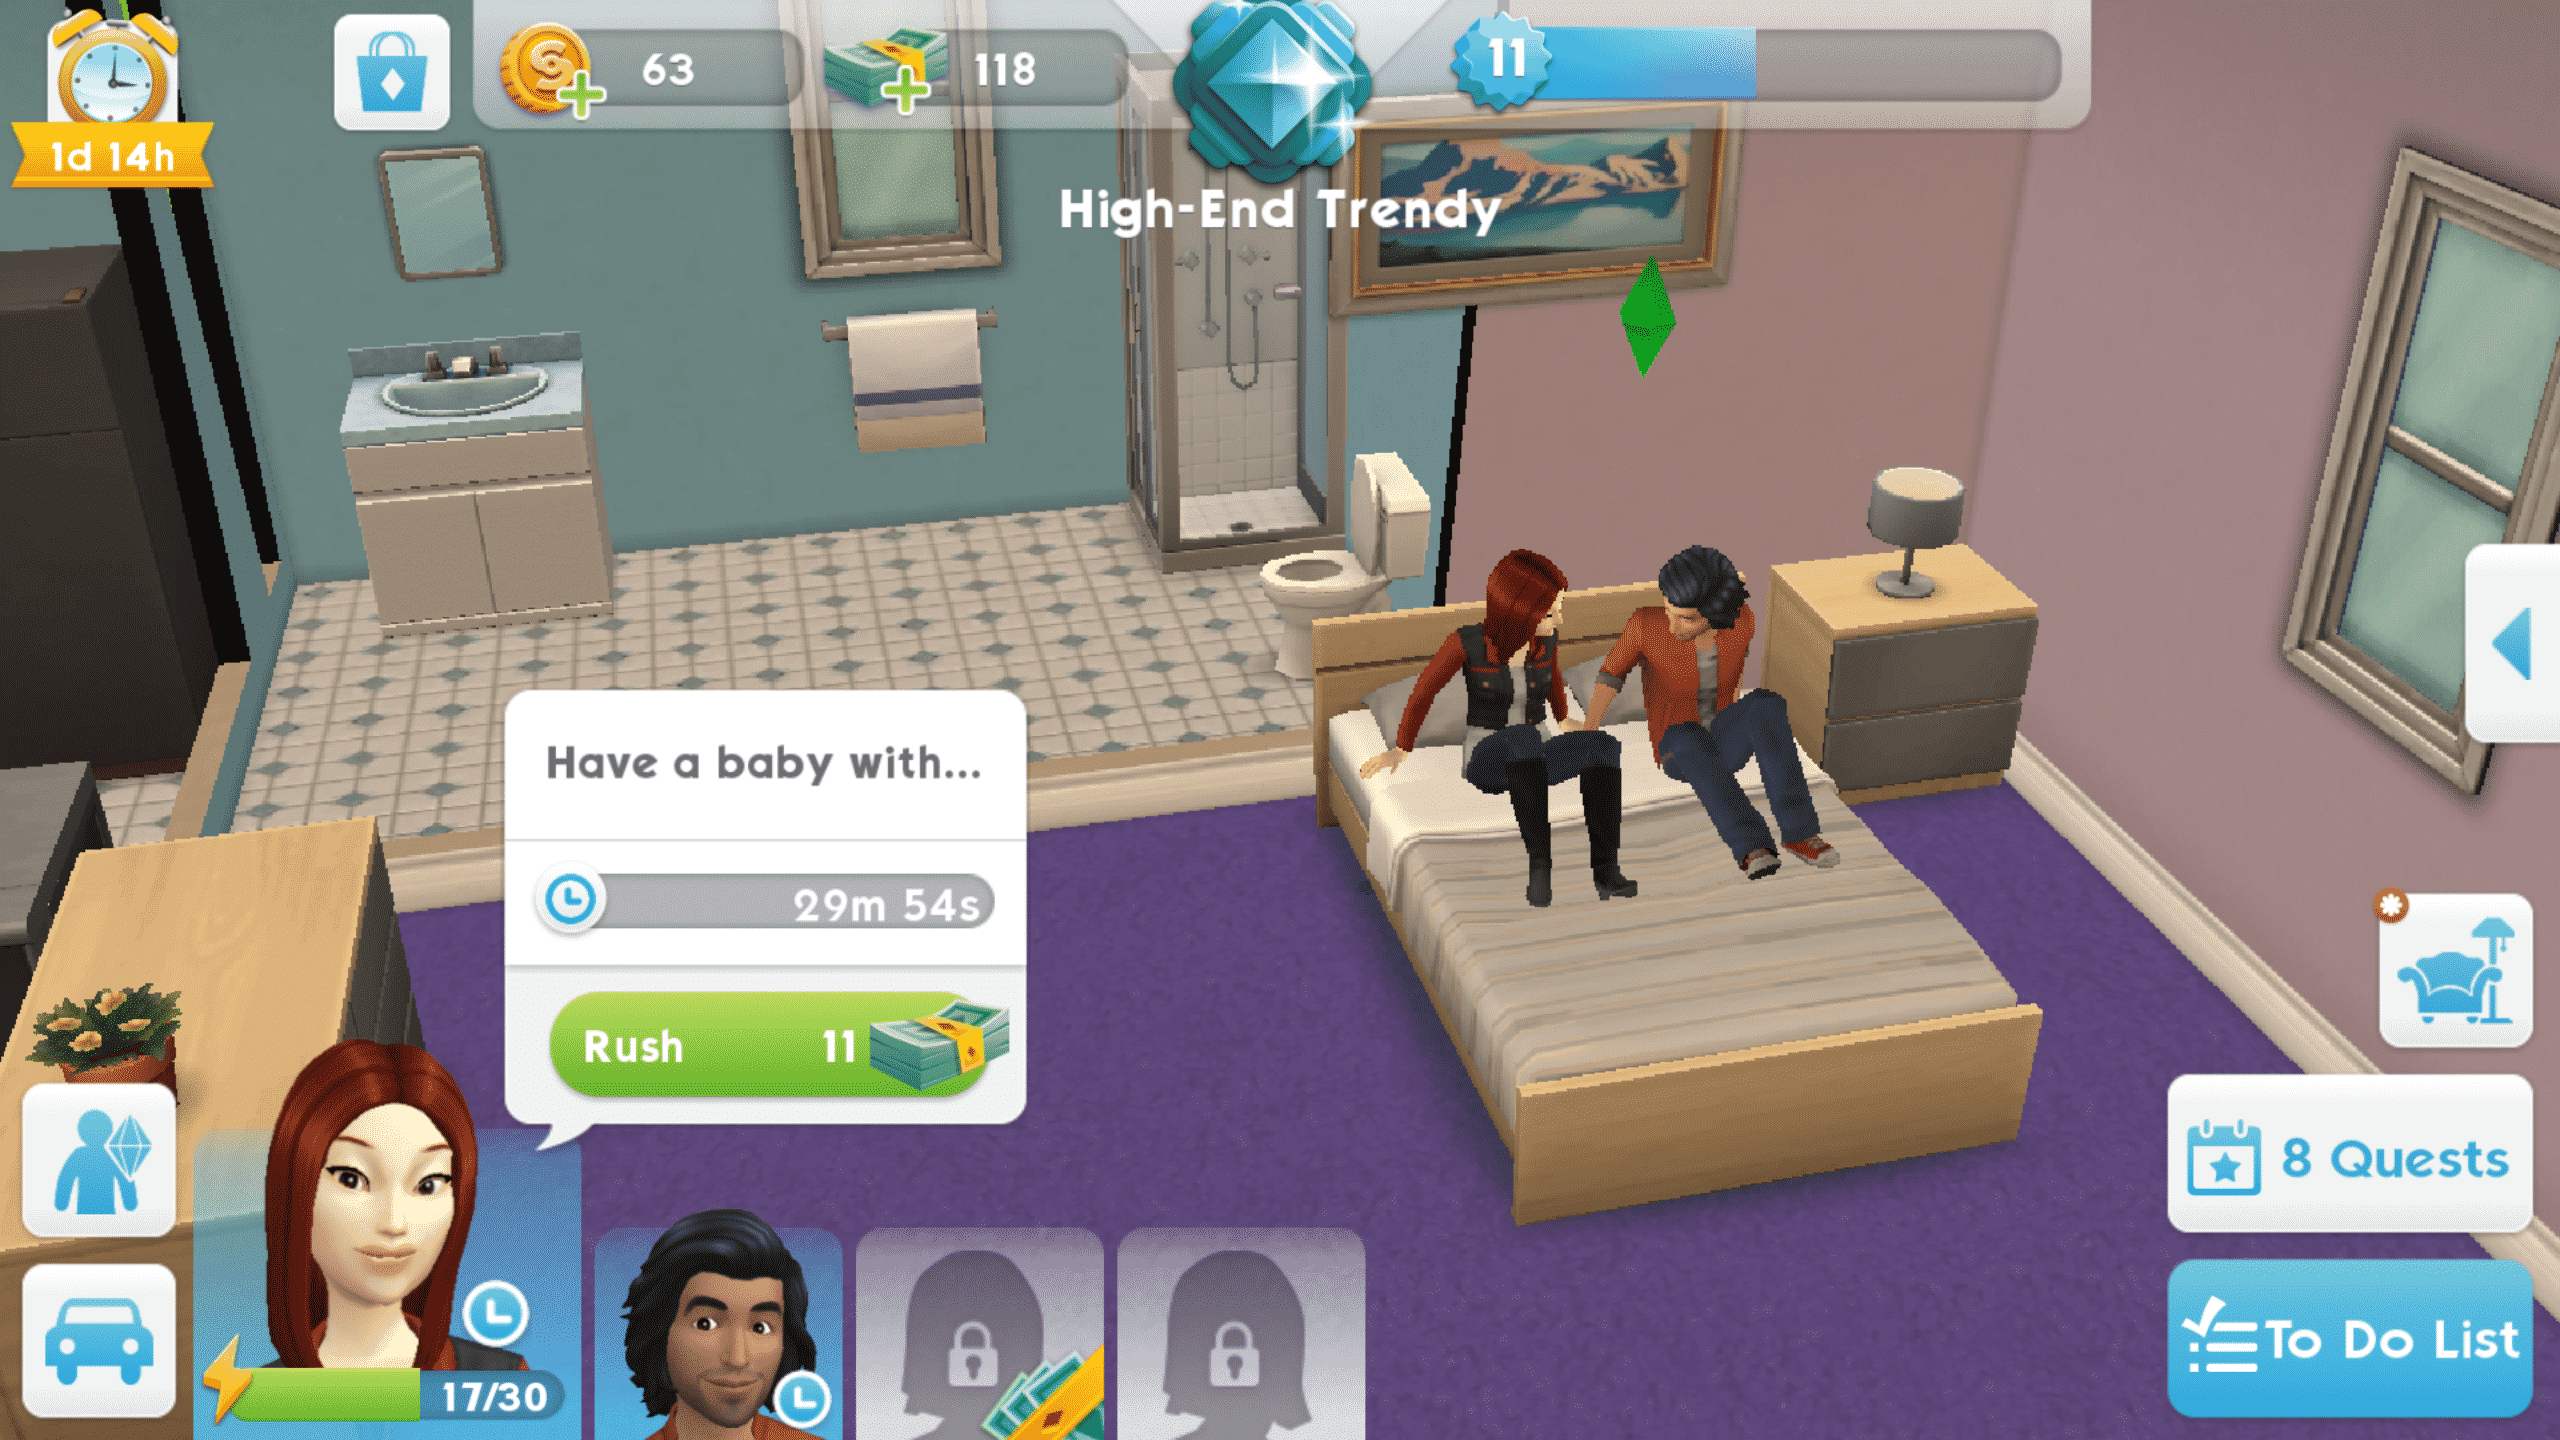 63
118
11
1d 14h
High-End Trendy
Have a baby with...
29m 54s
Rush 11
8 Quests
To Do List
17/30